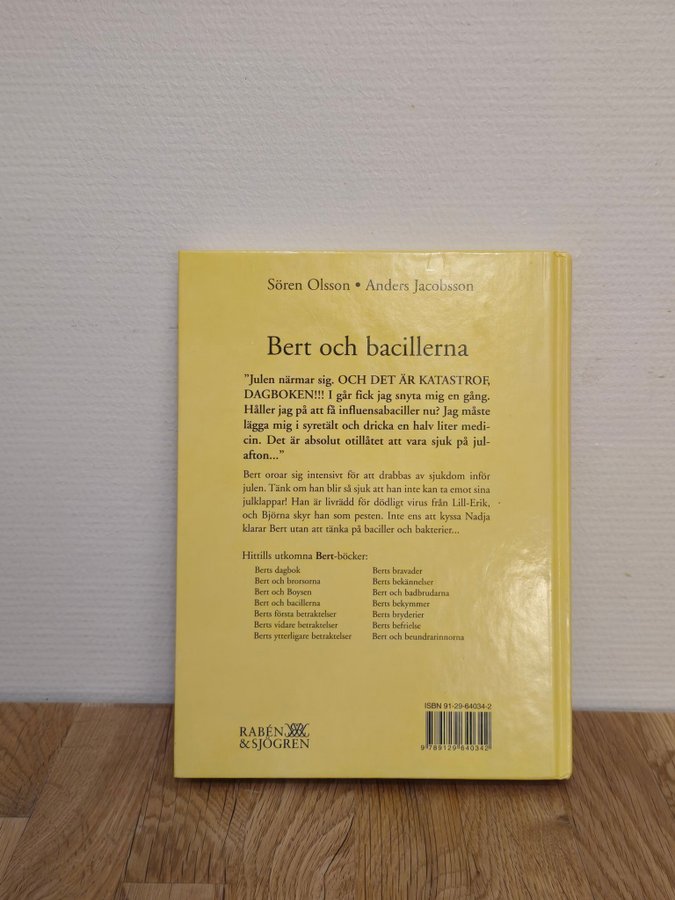 Sören Olsson • Anders Jacobsson
Bert och bacillerna
”Julen närmar sig. OCH DET ÄR KATASTROF,
DAGBOKEN!!! I går fick jag snyta mig en gång.
Håller jag på att få influensabaciller nu? Jag måste
lägga mig i syretält och dricka en halv liter medi-
cin. Det är absolut otillåtet att vara sjuk på jul-
afton...”
Bert oroar sig intensivt för att drabbas av sjukdom inför
julen. Tänk om han blir så sjuk att han inte kan ta emot sina
julklappar! Han är livrädd för dödligt virus från Lill-Erik,
och Björna skyr han som pesten. Inte ens att kyssa Nadja
klarar Bert utan att tänka på baciller och bakterier...
Hittills utkomna Bert-böcker:
Berts dagbok
Bert och brorsorna
Bert och Boysen
Bert och bacillerna
Berts första betraktelser
Berts vidare betraktelser
Berts ytterligare betraktelser
Berts bravader
Berts bekännelser
Bert och badbrudarna
Berts bekymmer
Berts bryderier
Berts befrielse
Bert och beundrarinnorna
ISBN 91-29-64034-2
9 789129 640342
RABÉN
&SJÖGREN